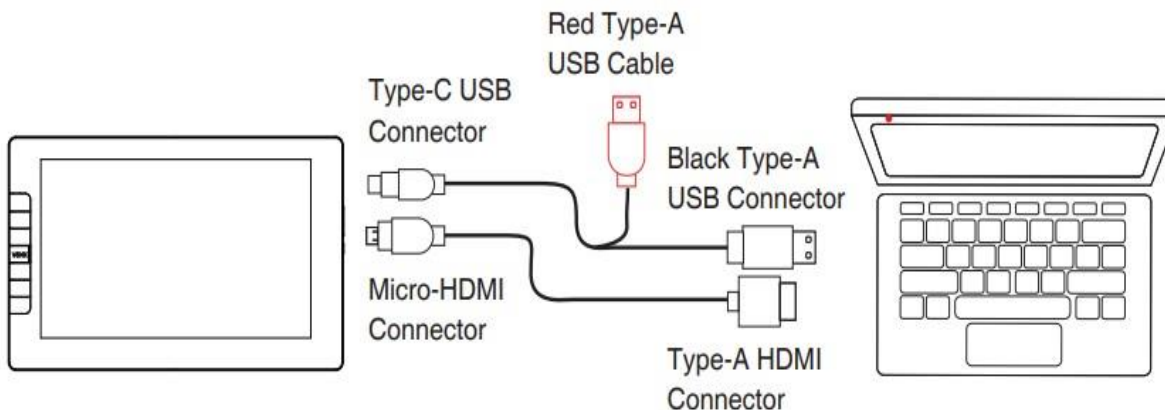 Red Type-A
USB Cable
Type-C USB
Connector
Black Type-A
USB Connector
Micro-HDMI
Connector
Type-A HDMI
Connector